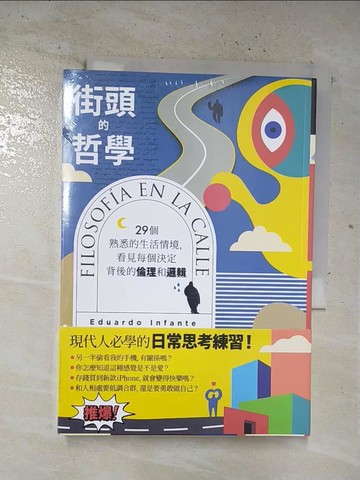 街頭
的
哲學
FILOSOFÍA EN LA CALLE
29個
熟悉的生活情境,
看見每個決定
背後的倫理和邏輯
Eduardo Infante
現代人必學的日常思考練習!
• 另一半偷看我的手機, 有關係嗎?
• 你怎麼知道這種感覺是不是愛?
• 存錢買到新款iPhone, 就會變得快樂嗎?
• 和人相處要低調合群, 還是要勇敢做自己?
推爆!